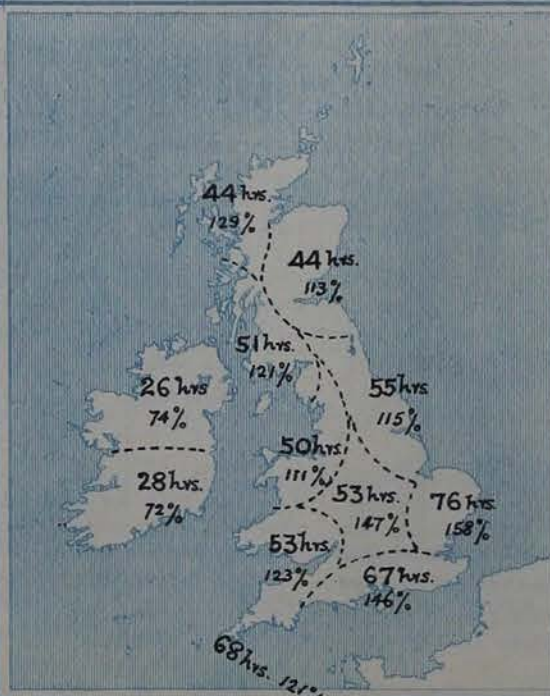 44 hrs.
129%
44 hrs.
113%
51 hrs.
121%
26 hrs
74%
55 hrs.
115%
50 hrs.
111%
28 hrs.
72%
53 hrs.
147%
76 hrs.
158%
53 hrs.
123%
67 hrs.
146%
68 hrs. 121%